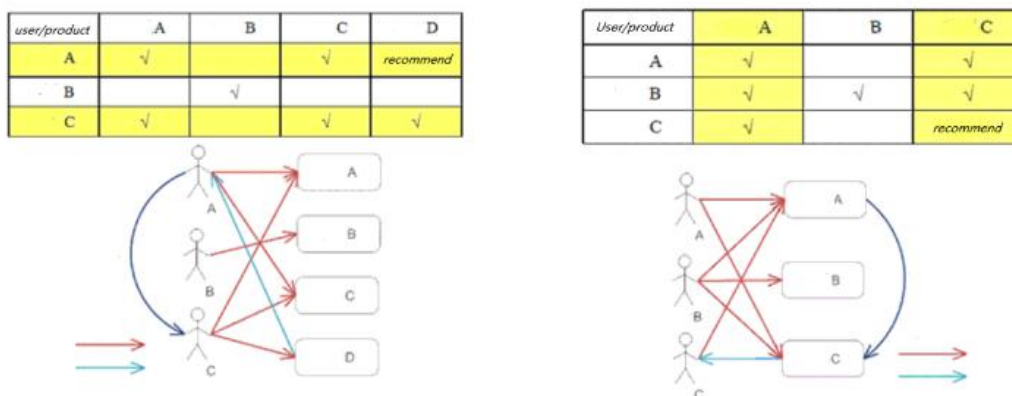 user/product A B C D
A √ √ recommend
B √
C √ √ √
User/product A B C
A √ √
B √ √ √
C √ recommend
A
B
C
A
B
C
D
A
B
C
A
B
C